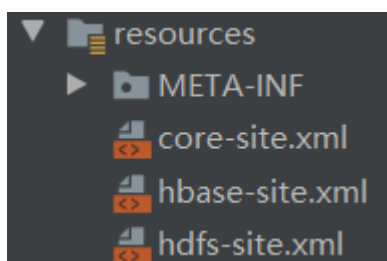 resources
META-INF
core-site.xml
hbase-site.xml
hdfs-site.xml